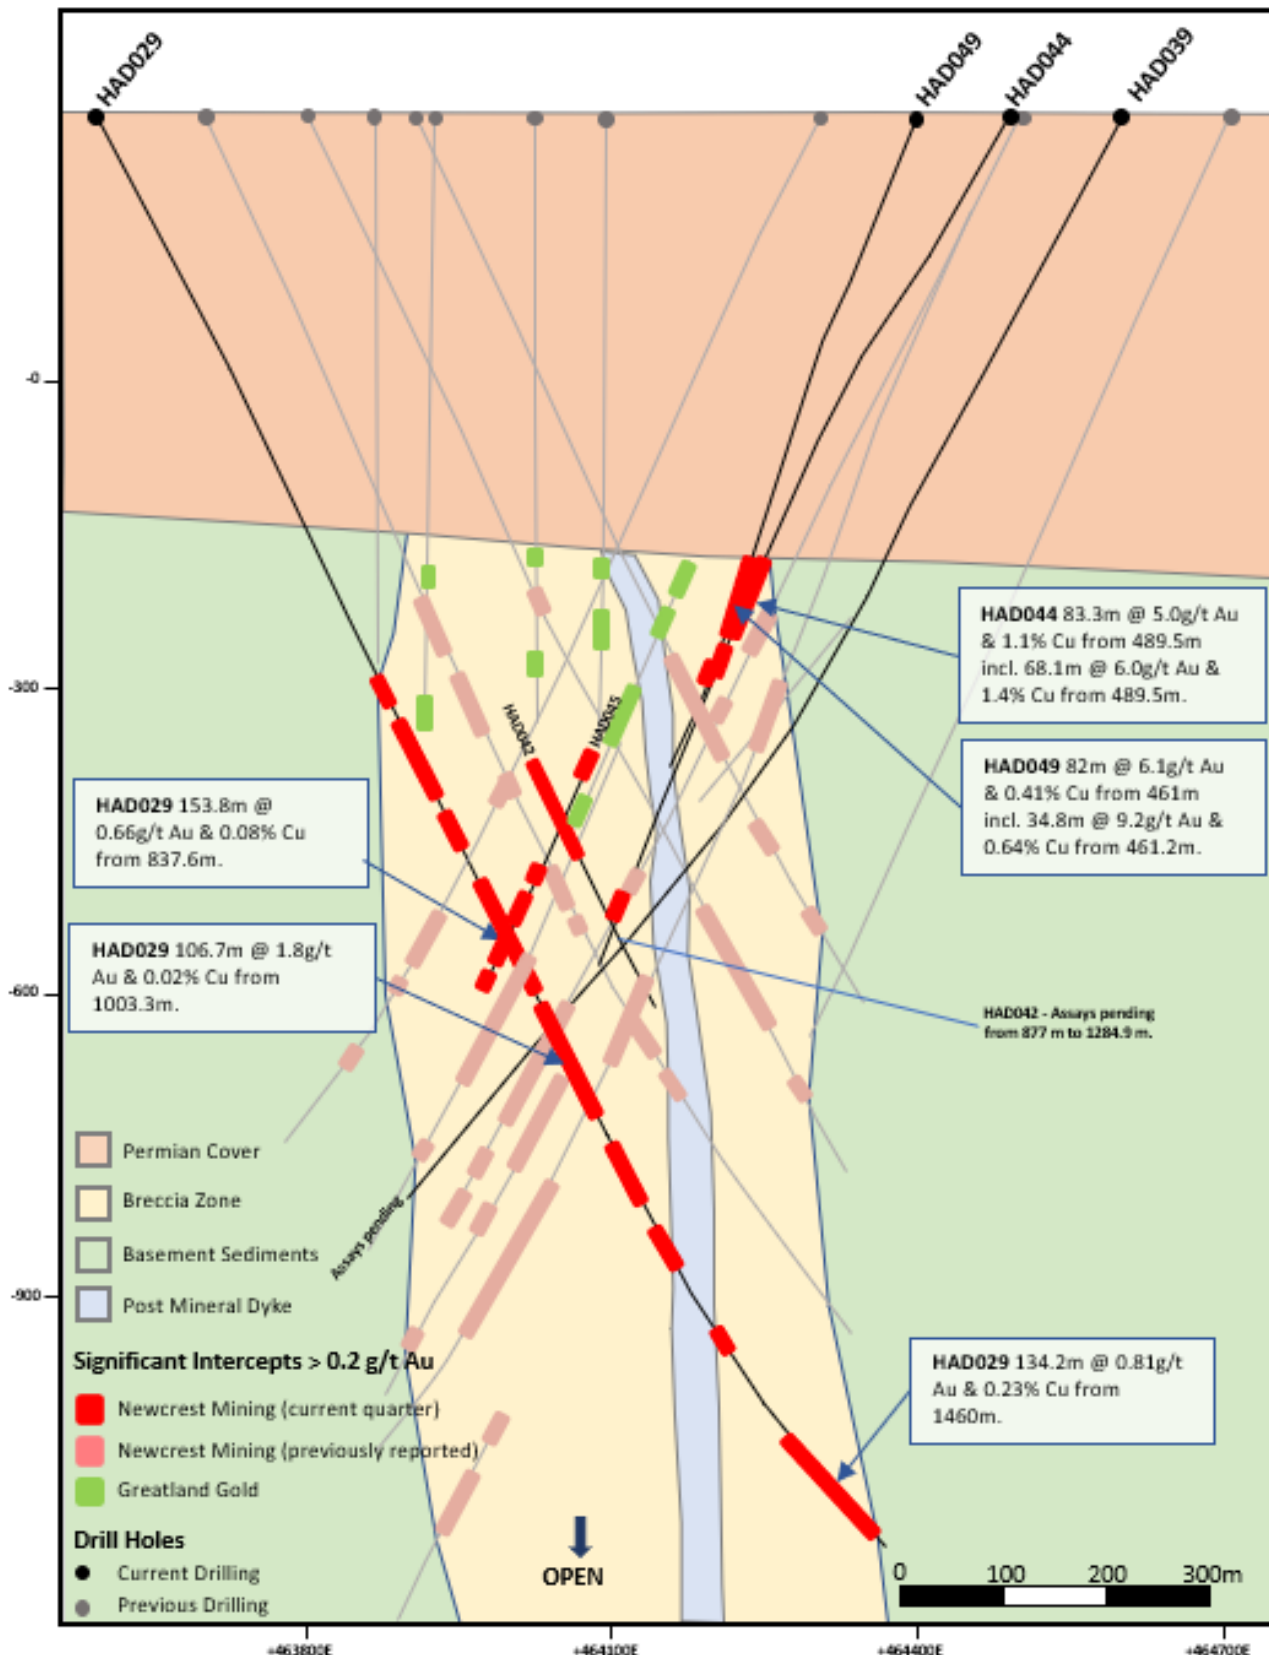 HAD029
HAD049
HAD044
HAD039
-0
-300
-600
-900
HAD044 83.3m @ 5.0g/t Au
& 1.1% Cu from 489.5m
incl. 68.1m @ 6.0g/t Au &
1.4% Cu from 489.5m.
HAD049 82m @ 6.1g/t Au
& 0.41% Cu from 461m
incl. 34.8m @ 9.2g/t Au &
0.64% Cu from 461.2m.
HAD042
HAD045
HAD029 153.8m @
0.66g/t Au & 0.08% Cu
from 837.6m.
HAD029 106.7m @ 1.8g/t
Au & 0.02% Cu from
1003.3m.
HAD042 - Assays pending
from 877 m to 1284.9 m.
Assays pending
Permian Cover
Breccia Zone
Basement Sediments
Post Mineral Dyke
Significant Intercepts > 0.2 g/t Au
Newcrest Mining (current quarter)
Newcrest Mining (previously reported)
Greatland Gold
Drill Holes
Current Drilling
Previous Drilling
HAD029 134.2m @ 0.81g/t
Au & 0.23% Cu from
1460m.
OPEN
0 100 200 300m
+463800E
+464100E
+464400E
+464700E